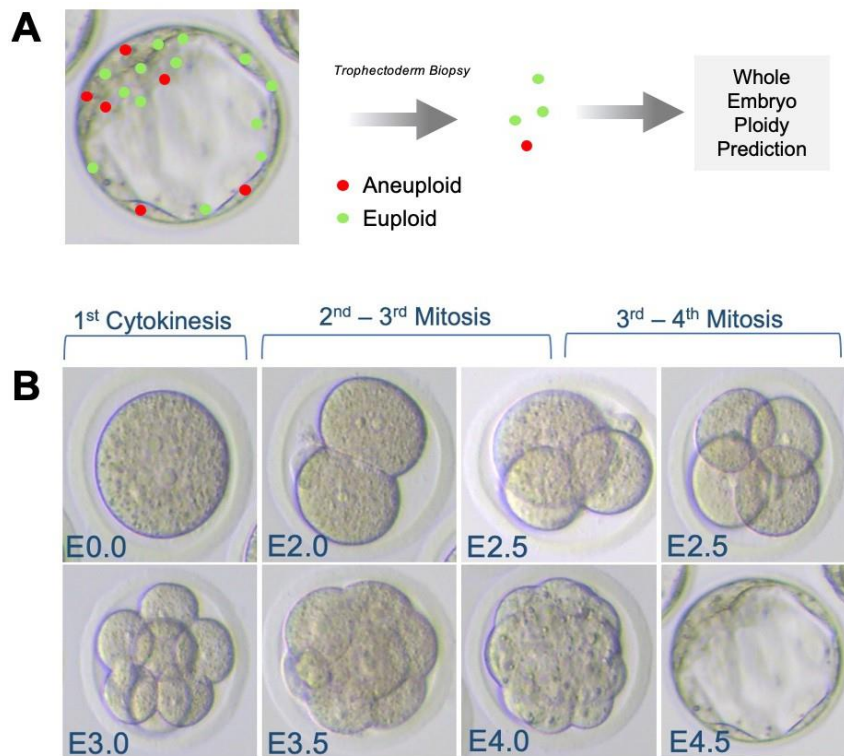 A
Trophectoderm Biopsy
Whole
Embryo
Ploidy
Prediction
Aneuploid
Euploid
1st Cytokinesis
2nd – 3rd Mitosis
3rd – 4th Mitosis
B
E0.0
E2.0
E2.5
E2.5
E3.0
E3.5
E4.0
E4.5